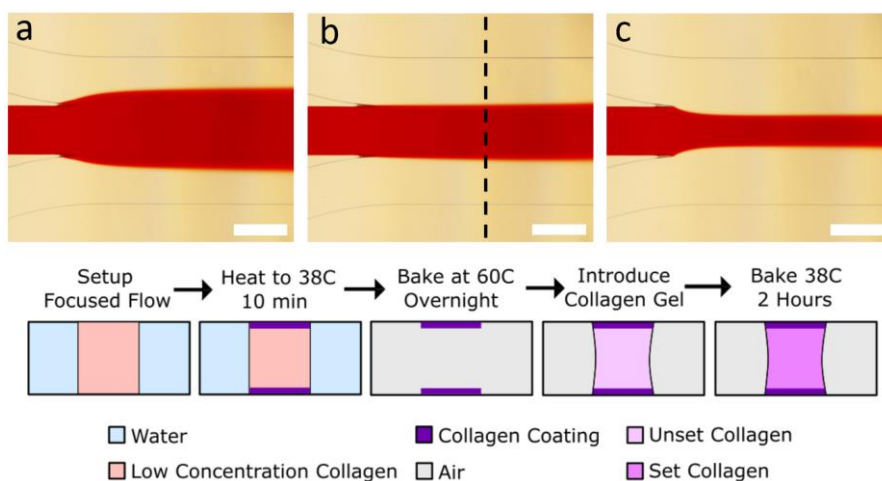 a
b
c
Setup
Focused Flow
Heat to 38C
10 min
Bake at 60C
Overnight
Introduce
Collagen Gel
Bake 38C
2 Hours
Water
Collagen Coating
Unset Collagen
Low Concentration Collagen
Air
Set Collagen